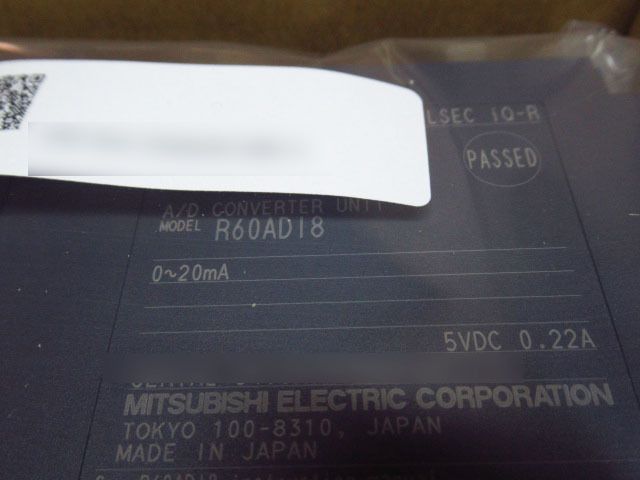 LSEC iQ-R
PASSED
A/D CONVERTER UNIT
MODEL R60ADI8
0~20mA
5VDC 0.22A
MITSUBISHI ELECTRIC CORPORATION
TOKYO 100-8310, JAPAN
MADE IN JAPAN